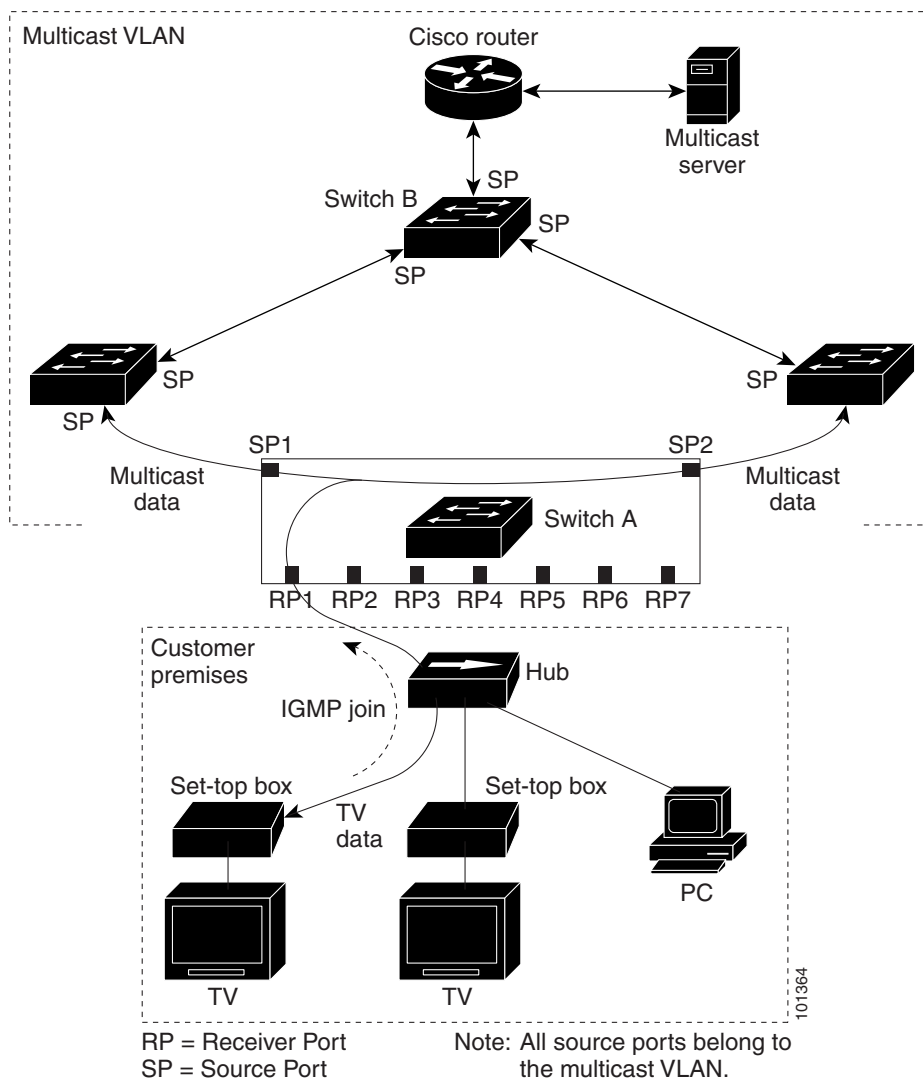 Multicast VLAN
Cisco router
Multicast
server
SP
Switch B
SP
SP
SP
SP
SP
SP1
SP2
Multicast
data
Multicast
data
Switch A
RP1 RP2 RP3 RP4 RP5 RP6 RP7
Customer
premises
Hub
IGMP join
Set-top box
Set-top box
TV
data
PC
TV
TV
101364
RP = Receiver Port
SP = Source Port
Note: All source ports belong to
the multicast VLAN.